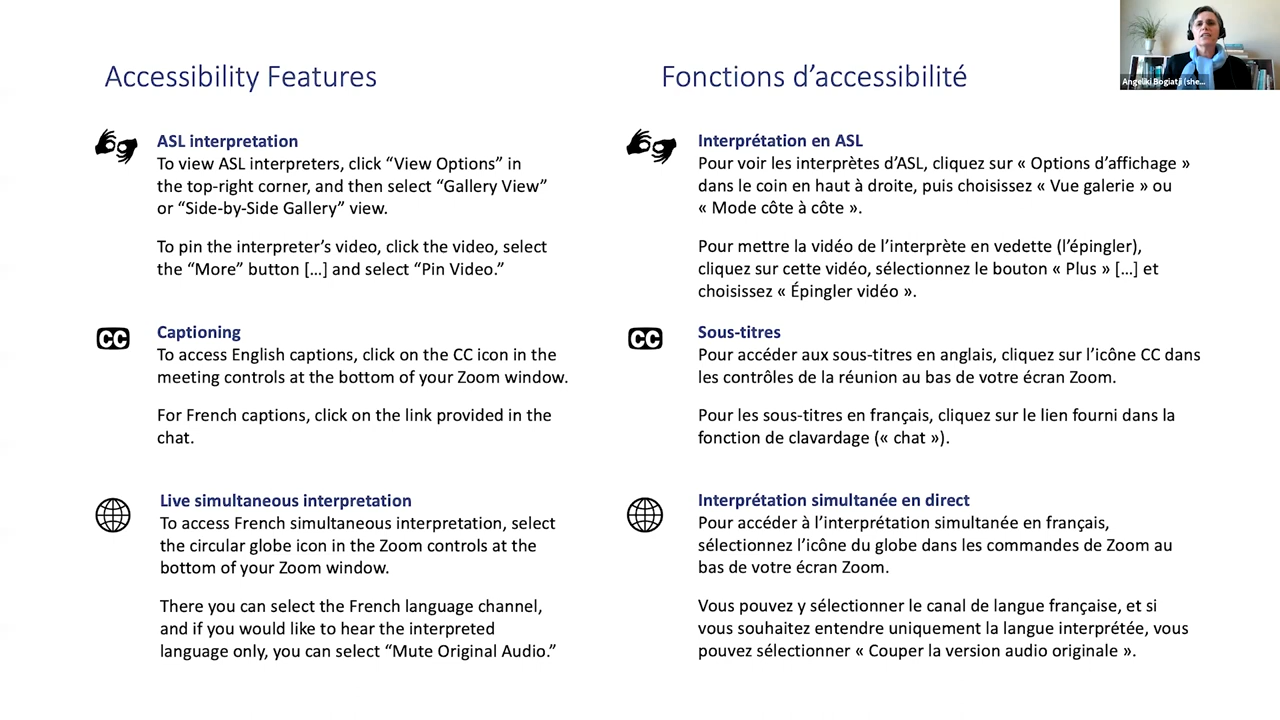 Accessibility Features
ASL interpretation
To view ASL interpreters, click “View Options” in
the top-right corner, and then select “Gallery View”
or “Side-by-Side Gallery” view.
To pin the interpreter’s video, click the video, select
the “More” button […] and select “Pin Video.”
CC
Captioning
To access English captions, click on the CC icon in the
meeting controls at the bottom of your Zoom window.
For French captions, click on the link provided in the
chat.
Live simultaneous interpretation
To access French simultaneous interpretation, select
the circular globe icon in the Zoom controls at the
bottom of your Zoom window.
There you can select the French language channel,
and if you would like to hear the interpreted
language only, you can select “Mute Original Audio.”
Fonctions d’accessibilité
Interprétation en ASL
Pour voir les interprètes d’ASL, cliquez sur « Options d’affichage »
dans le coin en haut à droite, puis choisissez « Vue galerie » ou
« Mode côte à côte ».
Pour mettre la vidéo de l’interprète en vedette (l’épingler),
cliquez sur cette vidéo, sélectionnez le bouton « Plus » […] et
choisissez « Épingler vidéo ».
CC
Sous-titres
Pour accéder aux sous-titres en anglais, cliquez sur l’icône CC dans
les contrôles de la réunion au bas de votre écran Zoom.
Pour les sous-titres en français, cliquez sur le lien fourni dans la
fonction de clavardage (« chat »).
Interprétation simultanée en direct
Pour accéder à l’interprétation simultanée en français,
sélectionnez l’icône du globe dans les commandes de Zoom au
bas de votre écran Zoom.
Vous pouvez y sélectionner le canal de langue française, et si
vous souhaitez entendre uniquement la langue interprétée, vous
pouvez sélectionner « Couper la version audio originale ».
Angeliki Bogiatji (she...